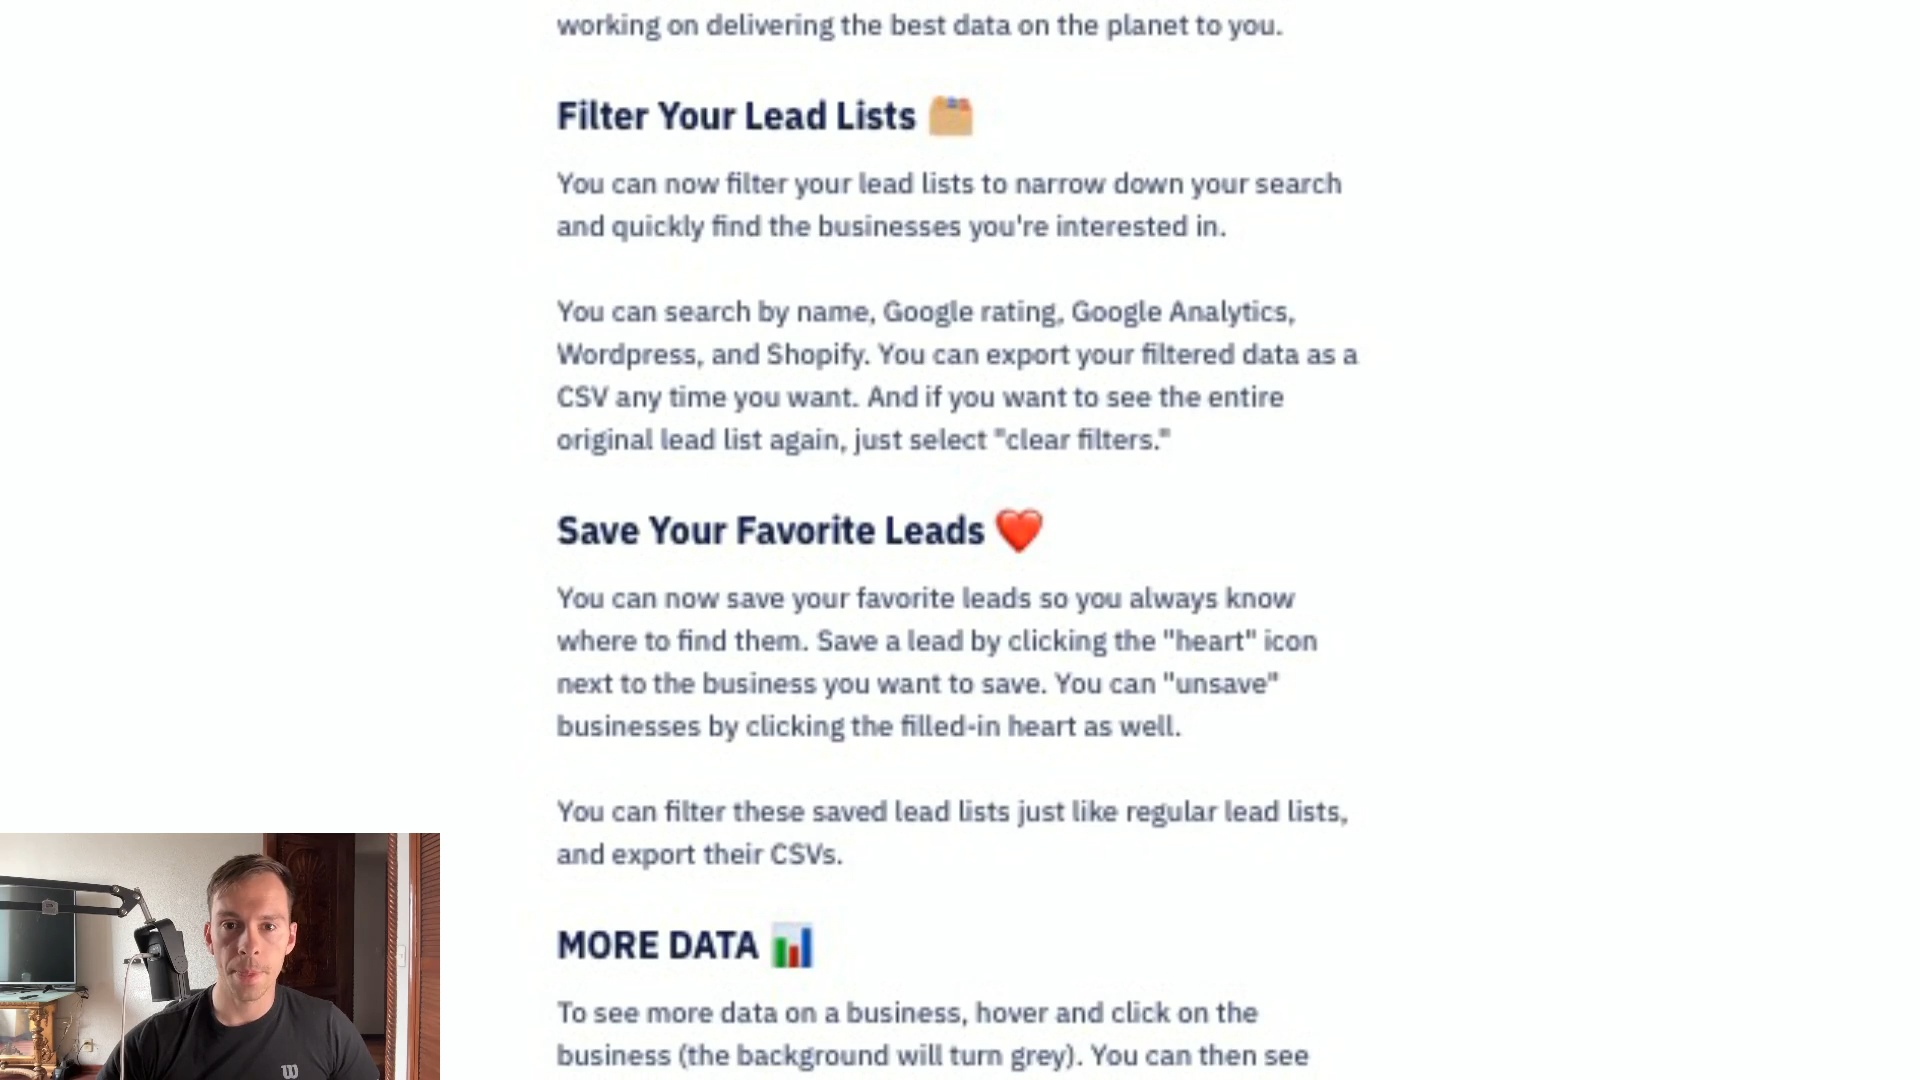 working on delivering the best data on the planet to you.
Filter Your Lead Lists
You can now filter your lead lists to narrow down your search
and quickly find the businesses you're interested in.
You can search by name, Google rating, Google Analytics,
Wordpress, and Shopify. You can export your filtered data as a
CSV any time you want. And if you want to see the entire
original lead list again, just select "clear filters."
Save Your Favorite Leads ❤️
You can now save your favorite leads so you always know
where to find them. Save a lead by clicking the "heart" icon
next to the business you want to save. You can "unsave"
businesses by clicking the filled-in heart as well.
You can filter these saved lead lists just like regular lead lists,
and export their CSVs.
MORE DATA 📊
To see more data on a business, hover and click on the
business (the background will turn grey). You can then see